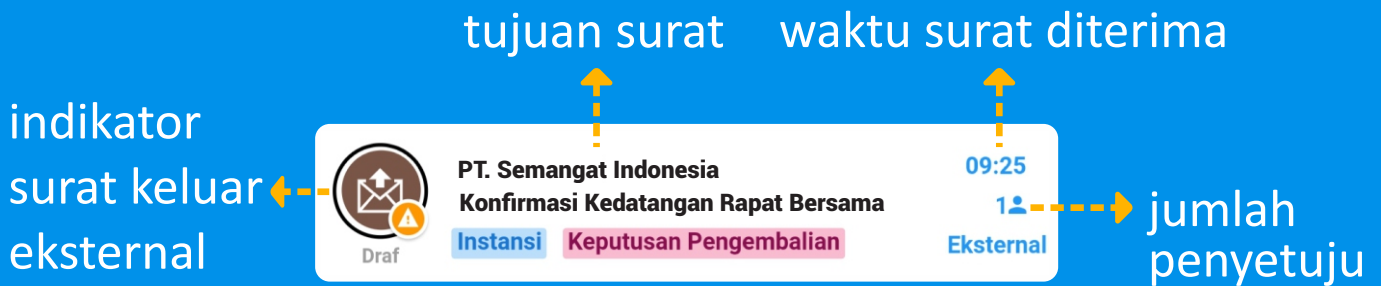 tujuan surat
waktu surat diterima
indikator
surat keluar
eksternal
PT. Semangat Indonesia
09:25
Konfirmasi Kedatangan Rapat Bersama
1
Draf
Instansi
Keputusan Pengembalian
Eksternal
jumlah
penyetuju